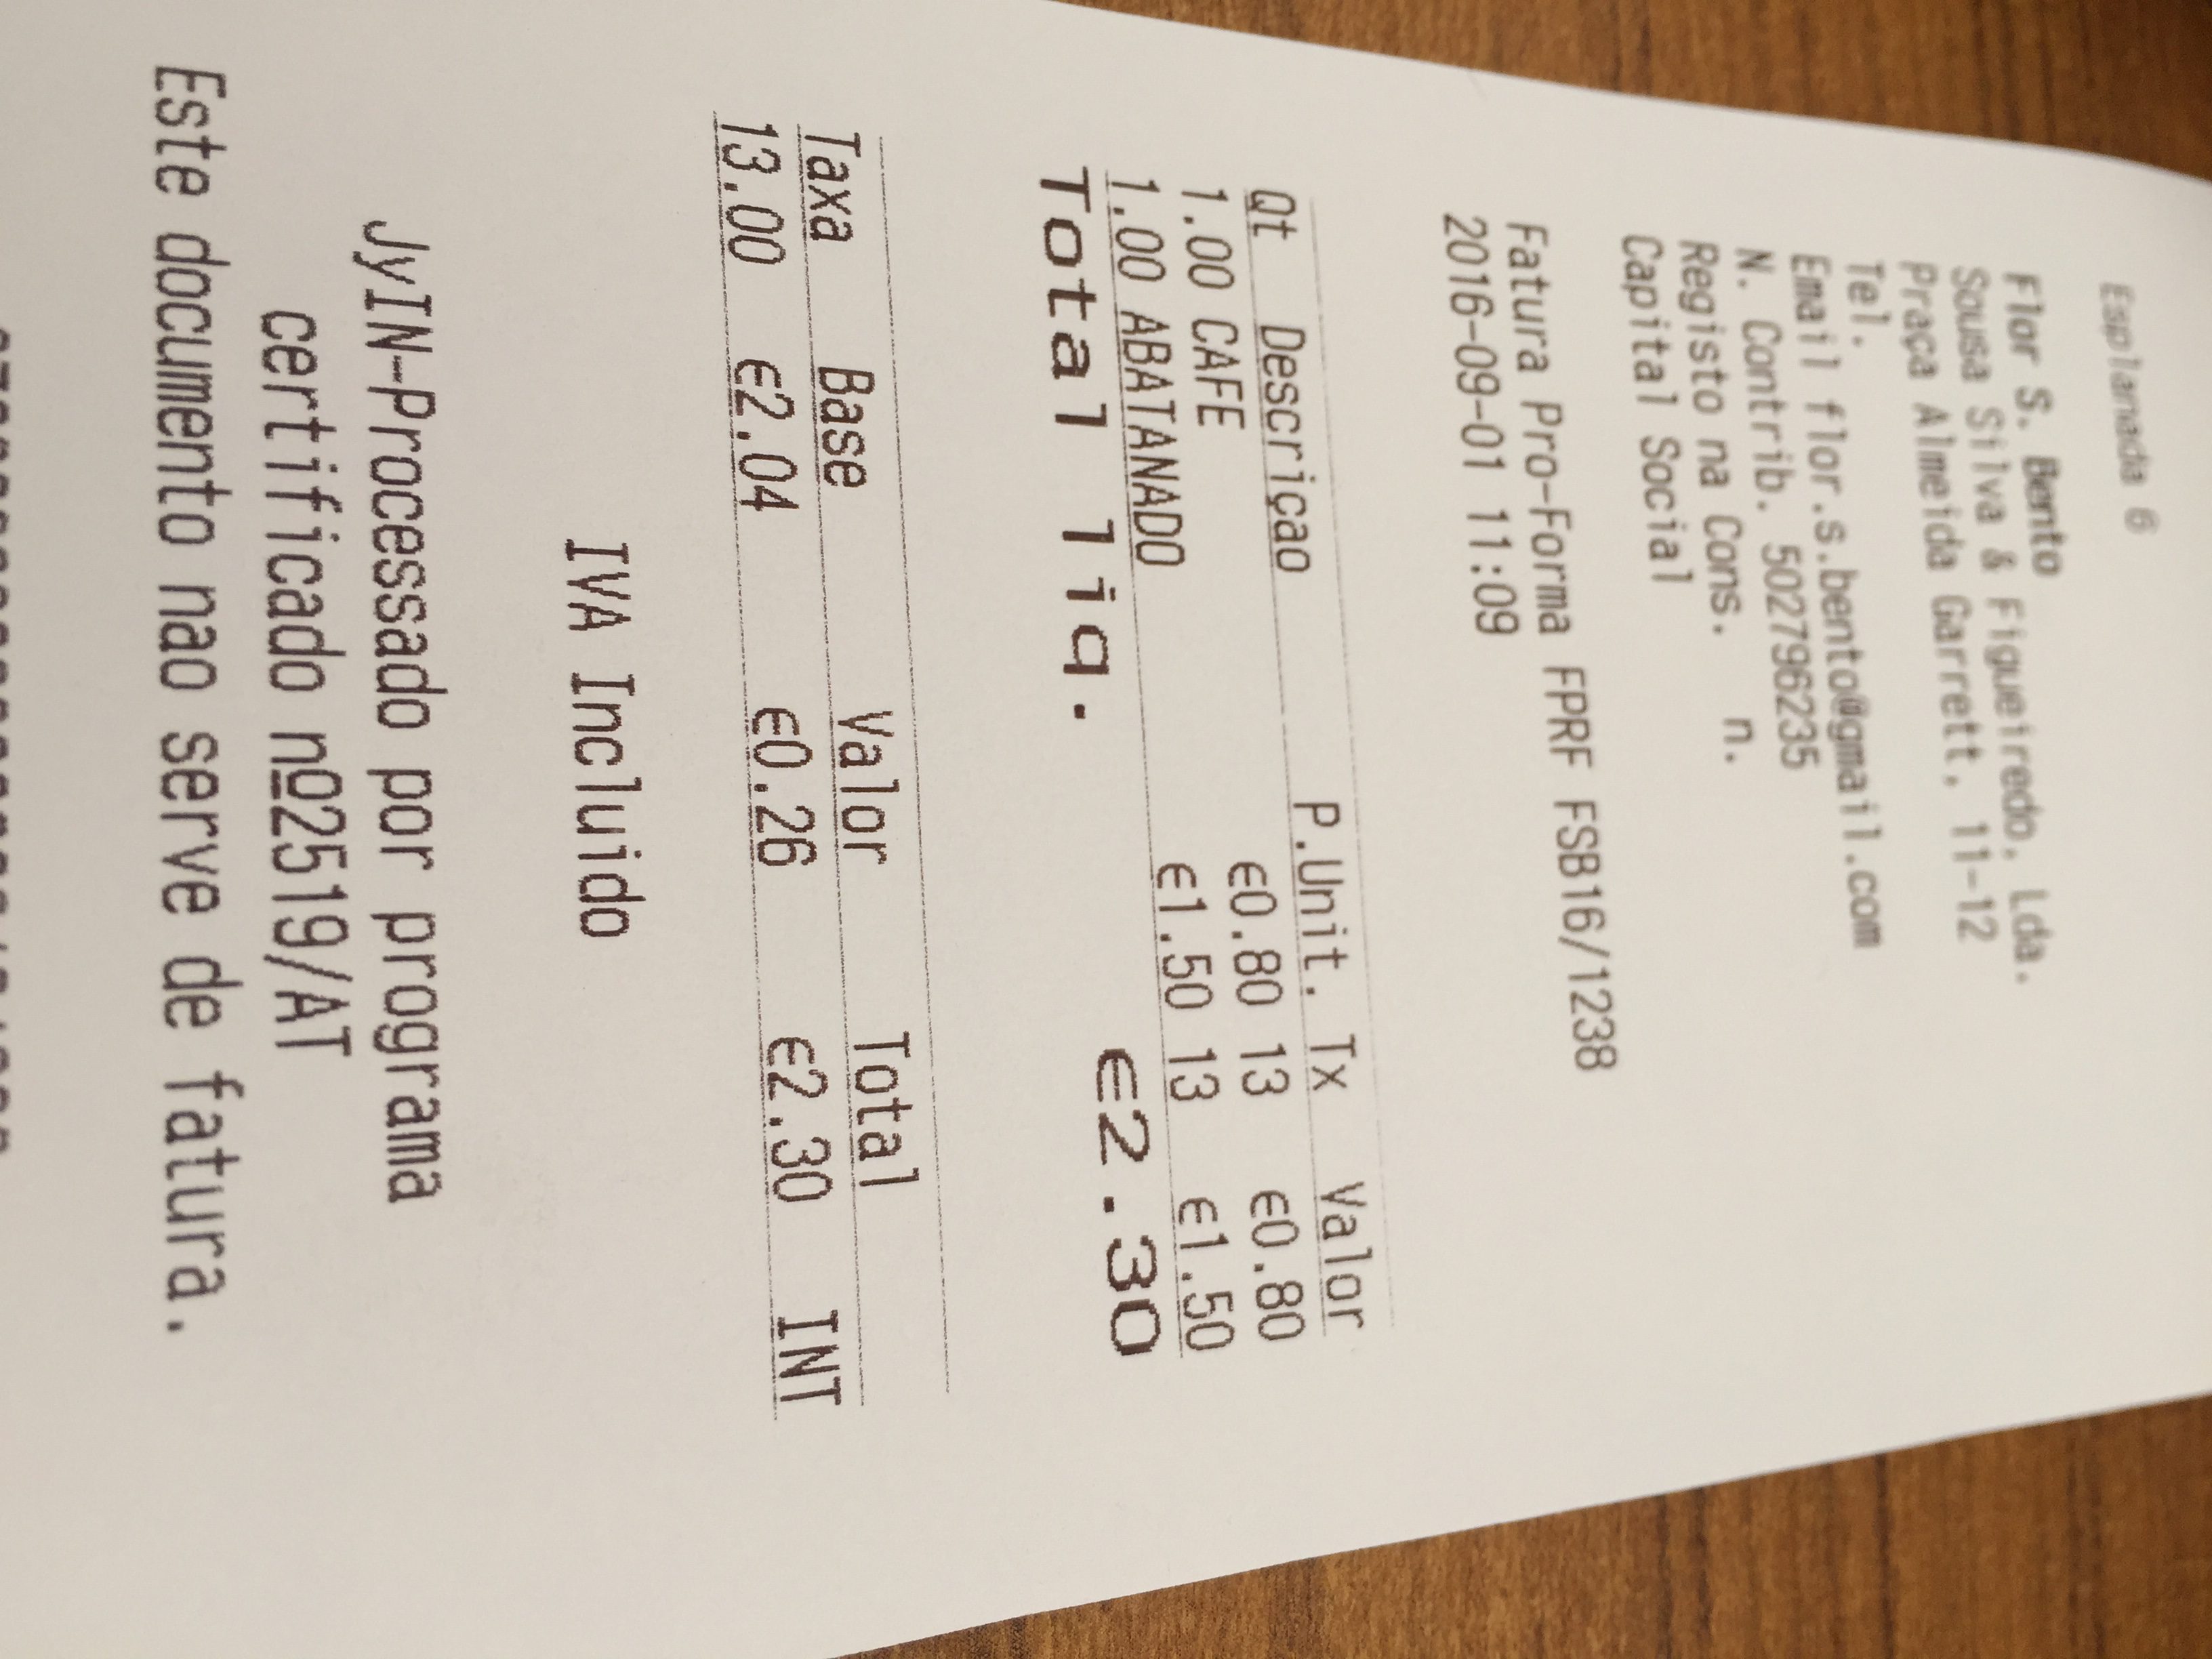 Esplanada 6
Flor S. Bento
Sousa Silva & Figueiredo, Lda.
Praça Almeida Garrett, 11-12
Tel.
Email flor.s.bento@gmail.com
N. Contrib. 502796235
Registo na Cons. n.
Capital Social
Fatura Pro-Forma FPRF FSB16/1238
2016-09-01 11:09
Qt Descriçao P.Unit. Tx Valor
1.00 CAFE €0.80 13 €0.80
1.00 ABATANADO €1.50 13 €1.50
Total liq. €2.30
Taxa Base Valor Total
13.00 €2.04 €0.26 €2.30 INT
IVA Incluido
JyIN-Processado por programa
certificado nº2519/AT
Este documento nao serve de fatura.